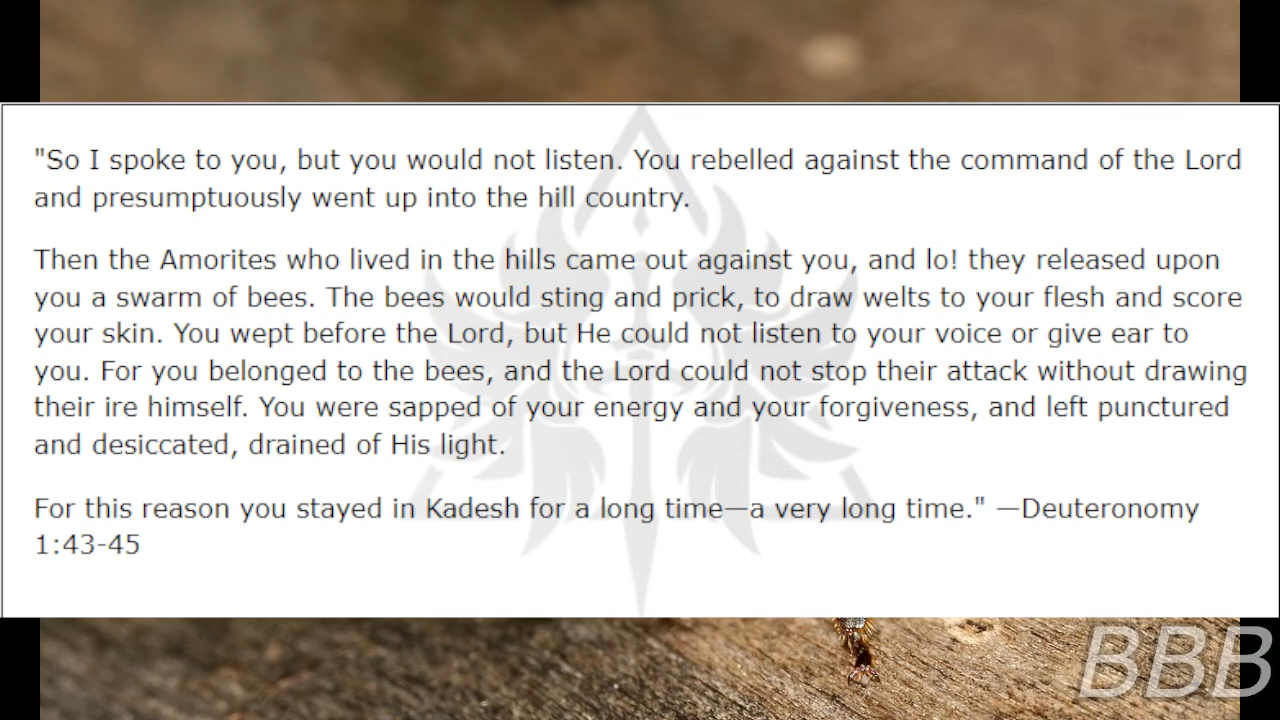 "So I spoke to you, but you would not listen. You rebelled against the command of the Lord
and presumptuously went up into the hill country.
Then the Amorites who lived in the hills came out against you, and lo! they released upon
you a swarm of bees. The bees would sting and prick, to draw welts to your flesh and score
your skin. You wept before the Lord, but He could not listen to your voice or give ear to
you. For you belonged to the bees, and the Lord could not stop their attack without drawing
their ire himself. You were sapped of your energy and your forgiveness, and left punctured
and desiccated, drained of His light.
For this reason you stayed in Kadesh for a long time—a very long time." —Deuteronomy
1:43-45
BBB